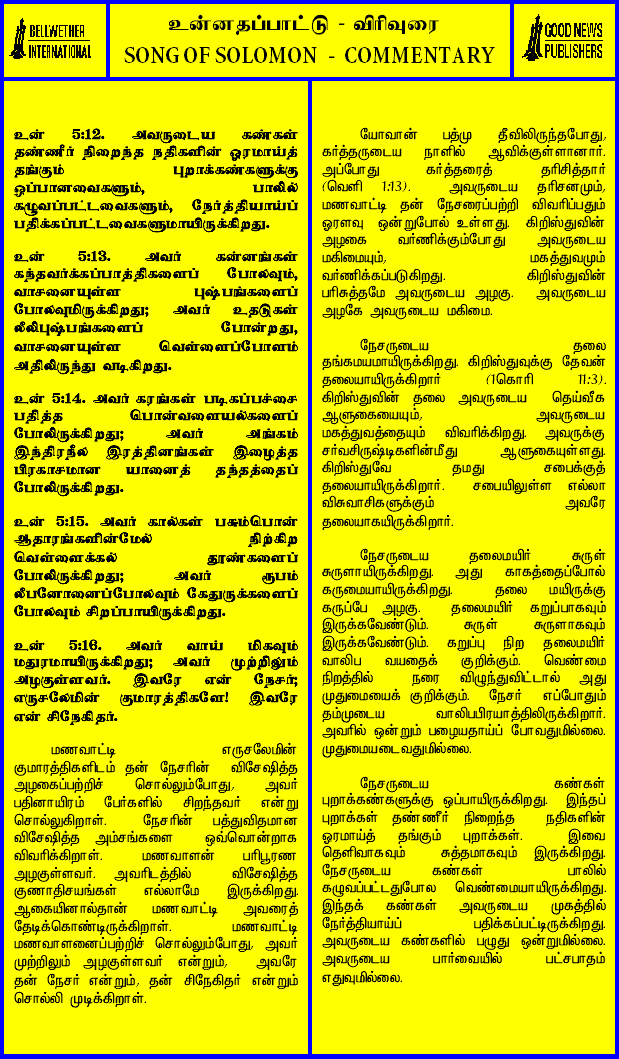 BELLWETHER
INTERNATIONAL
உன்னதப்பாட்டு - விரிவுரை
SONG OF SOLOMON - COMMENTARY
GOOD NEWS
PUBLISHERS
உன் 5:12. அவருடைய கண்கள்
தண்ணீர் நிறைந்த நதிகளின் ஓரமாய்த்
தங்கும் புறாக்கண்களுக்கு
ஒப்பானவைகளும், பாலில்
கழுவப்பட்டவைகளும், நேர்த்தியாய்ப்
பதிக்கப்பட்டவைகளுமாயிருக்கிறது.
உன் 5:13. அவர் கன்னங்கள்
கந்தவர்க்கப்பாத்திகளைப் போலவும்,
வாசனையுள்ள புஷ்பங்களைப்
போலவுமிருக்கிறது; அவர் உதடுகள்
லீலிபுஷ்பங்களைப் போன்றது,
வாசனையுள்ள வெள்ளைப்போளம்
அதிலிருந்து வடிகிறது.
உன் 5:14. அவர் கரங்கள் படிகப்பச்சை
பதித்த பொன்வளையல்களைப்
போலிருக்கிறது; அவர் அங்கம்
இந்திரநீல இரத்தினங்கள் இழைத்த
பிரகாசமான யானைத் தந்தத்தைப்
போலிருக்கிறது.
உன் 5:15. அவர் கால்கள் பசும்பொன்
ஆதாரங்களின்மேல் நிற்கிற
வெள்ளைக்கல் தூண்களைப்
போலிருக்கிறது; அவர் ரூபம்
லீபனோனைப்போலவும் கேதுருக்களைப்
போலவும் சிறப்பாயிருக்கிறது.
உன் 5:16. அவர் வாய் மிகவும்
மதுரமாயிருக்கிறது; அவர் முற்றிலும்
அழகுள்ளவர். இவரே என் நேசர்;
எருசலேமின் குமாரத்திகளே! இவரே
என் சிநேகிதர்.
மணவாட்டி எருசலேமின்
குமாரத்திகளிடம் தன் நேசரின் விசேஷித்த
அழகைப்பற்றிச் சொல்லும்போது, அவர்
பதினாயிரம் பேர்களில் சிறந்தவர் என்று
சொல்லுகிறாள். நேசரின் பத்துவிதமான
விசேஷித்த அம்சங்களை ஒவ்வொன்றாக
விவரிக்கிறாள். மணவாளன் பரிபூரண
அழகுள்ளவர். அவரிடத்தில் விசேஷித்த
குணாதிசயங்கள் எல்லாமே இருக்கிறது.
ஆகையினால்தான் மணவாட்டி அவரைத்
தேடிக்கொண்டிருக்கிறாள். மணவாட்டி
மணவாளனைப்பற்றிச் சொல்லும்போது, அவர்
முற்றிலும் அழகுள்ளவர் என்றும், அவரே
தன் நேசர் என்றும், தன் சிநேகிதர் என்றும்
சொல்லி முடிக்கிறாள்.
யோவான் பத்மு தீவிலிருந்தபோது,
கர்த்தருடைய நாளில் ஆவிக்குள்ளானார்.
அப்போது கர்த்தரைத் தரிசித்தார்
(வெளி 1:13). அவருடைய தரிசனமும்,
மணவாட்டி தன் நேசரைப்பற்றி விவரிப்பதும்
ஓரளவு ஒன்றுபோல் உள்ளது. கிறிஸ்துவின்
அழகை வர்ணிக்கும்போது அவருடைய
மகிமையும், மகத்துவமும்
வர்ணிக்கப்படுகிறது. கிறிஸ்துவின்
பரிசுத்தமே அவருடைய அழகு. அவருடைய
அழகே அவருடைய மகிமை.
நேசருடைய தலை
தங்கமயமாயிருக்கிறது. கிறிஸ்துவுக்கு தேவன்
தலையாயிருக்கிறார் (1கொரி 11:3).
கிறிஸ்துவின் தலை அவருடைய தெய்வீக
ஆளுகையையும், அவருடைய
மகத்துவத்தையும் விவரிக்கிறது. அவருக்கு
சர்வசிருஷ்டிகளின்மீது ஆளுகையுள்ளது.
கிறிஸ்துவே தமது சபைக்குத்
தலையாயிருக்கிறார். சபையிலுள்ள எல்லா
விசுவாசிகளுக்கும் அவரே
தலையாகயிருக்கிறார்.
நேசருடைய தலைமயிர் சுருள்
சுருளாயிருக்கிறது. அது காகத்தைப்போல்
கருமையாயிருக்கிறது. தலை மயிருக்கு
கருப்பே அழகு. தலைமயிர் கறுப்பாகவும்
இருக்கவேண்டும். சுருள் சுருளாகவும்
இருக்கவேண்டும். கறுப்பு நிற தலைமயிர்
வாலிப வயதைக் குறிக்கும். வெண்மை
நிறத்தில் நரை விழுந்துவிட்டால் அது
முதுமையைக் குறிக்கும். நேசர் எப்போதும்
தம்முடைய வாலிபபிரயாத்திலிருக்கிறார்.
அவரில் ஒன்றும் பழையதாய்ப் போவதுமில்லை.
முதுமையடைவதுமில்லை.
நேசருடைய கண்கள்
புறாக்கண்களுக்கு ஒப்பாயிருக்கிறது. இந்தப்
புறாக்கள் தண்ணீர் நிறைந்த நதிகளின்
ஓரமாய்த் தங்கும் புறாக்கள். இவை
தெளிவாகவும் சுத்தமாகவும் இருக்கிறது.
நேசருடைய கண்கள் பாலில்
கழுவப்பட்டதுபோல வெண்மையாயிருக்கிறது.
இந்தக் கண்கள் அவருடைய முகத்தில்
நேர்த்தியாய்ப் பதிக்கப்பட்டிருக்கிறது.
அவருடைய கண்களில் பழுது ஒன்றுமில்லை.
அவருடைய பார்வையில் பட்சபாதம்
எதுவுமில்லை.